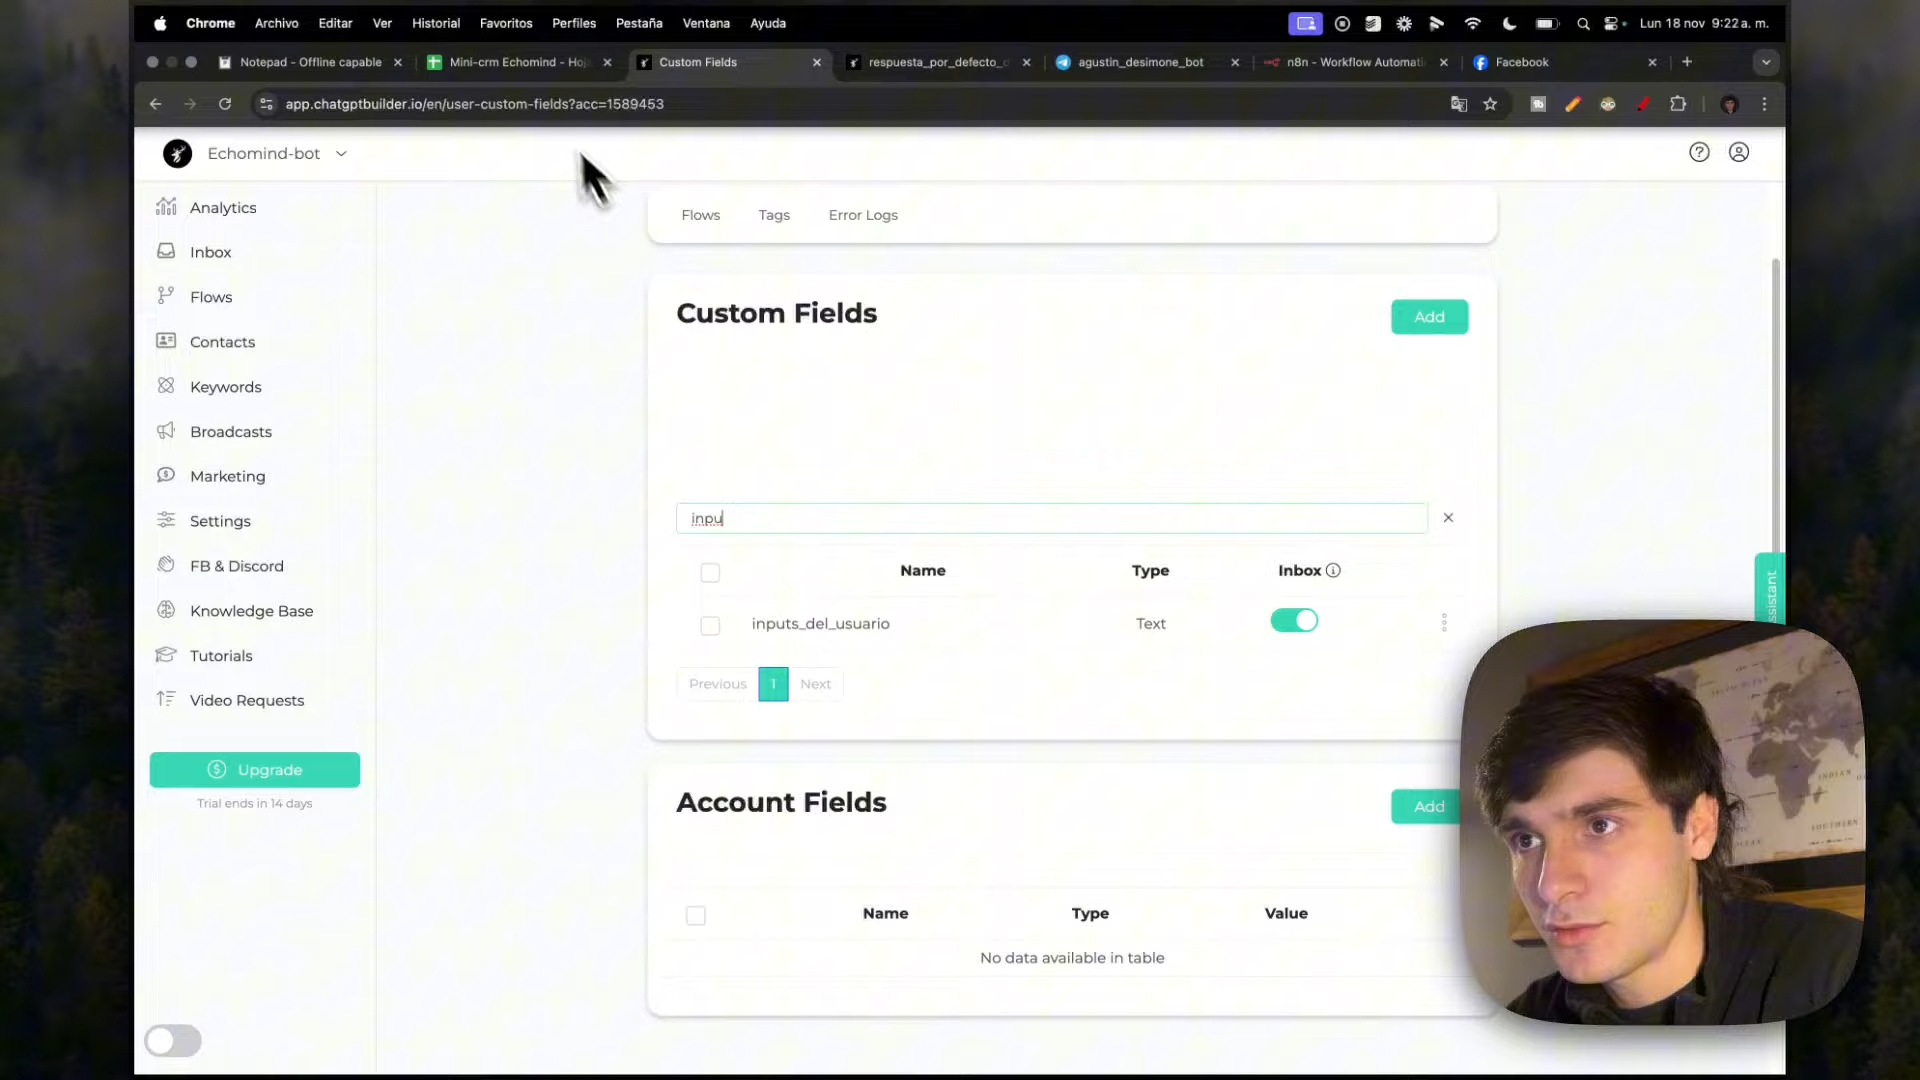 Chrome Archivo Editar Ver Historial Favoritos Perfiles Pestaña Ventana Ayuda Lun 18 nov 9:22 a. m.
Notepad - Offline capable Mini-crm Echomind - Hoja Custom Fields respuesta_por_defecto_d agustin_desimone_bot n8n - Workflow Automati Facebook
app.chatgptbuilder.io/en/user-custom-fields?acc=1589453
Echomind-bot
Analytics
Inbox
Flows
Contacts
Keywords
Broadcasts
Marketing
Settings
FB & Discord
Knowledge Base
Tutorials
Video Requests
Upgrade
Trial ends in 14 days
Flows Tags Error Logs
Custom Fields Add
inpu
Name Type Inbox
inputs_del_usuario Text
Previous 1 Next
Account Fields Add
Name Type Value
No data available in table